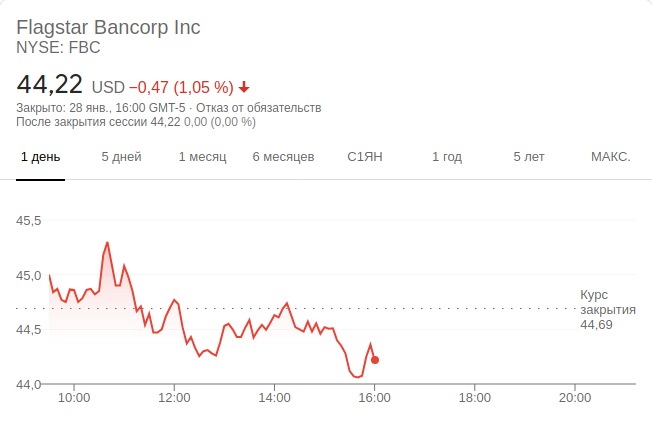 Flagstar Bancorp Inc
NYSE: FBC
44,22 USD −0,47 (1,05 %)
Закрыто: 28 янв., 16:00 GMT-5 · Отказ от обязательств
После закрытия сессии 44,22 0,00 (0,00 %)
1 день 5 дней 1 месяц 6 месяцев С1ЯН 1 год 5 лет МАКС.
45,5
45,0
Курс
закрытия
44,69
44,5
44,0
10:00 12:00 14:00 16:00 18:00 20:00